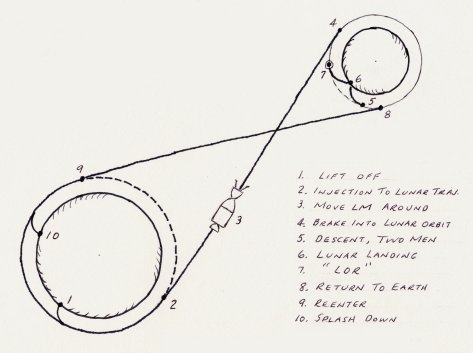 4
7
6
5
8
9
3
10
1
2
1. LIFT OFF
2. INJECTION TO LUNAR TRAJ.
3. MOVE LM AROUND
4. BRAKE INTO LUNAR ORBIT
5. DESCENT, TWO MEN
6. LUNAR LANDING
7. "LOR"
8. RETURN TO EARTH
9. REENTER
10. SPLASH DOWN